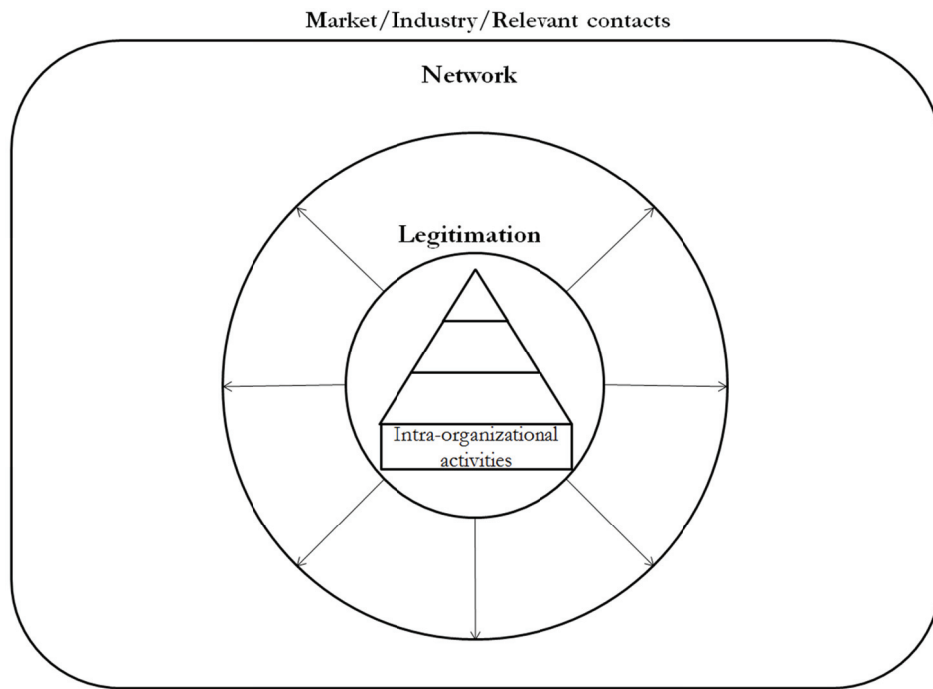 Market/Industry/Relevant contacts
Network
Legitimation
Intra-organizational
activities